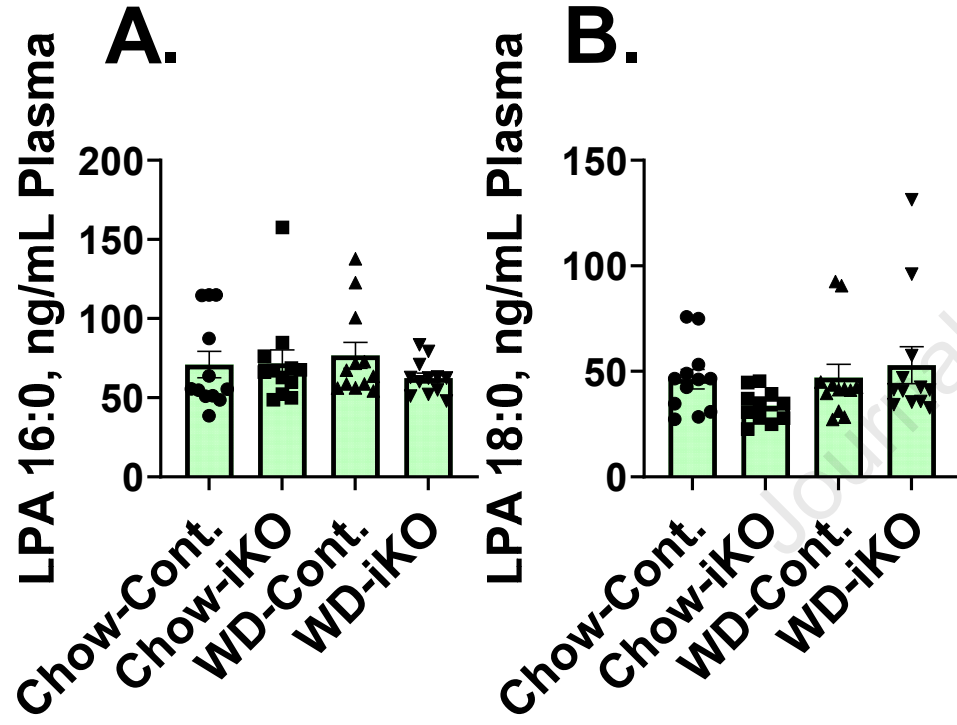 A.
LPA 16:0, ng/mL Plasma
200
150
100
50
0
Chow-Cont.
Chow-iKO
WD-Cont.
WD-iKO
B.
LPA 18:0, ng/mL Plasma
150
100
50
0
Chow-Cont.
Chow-iKO
WD-Cont.
WD-iKO
Journal